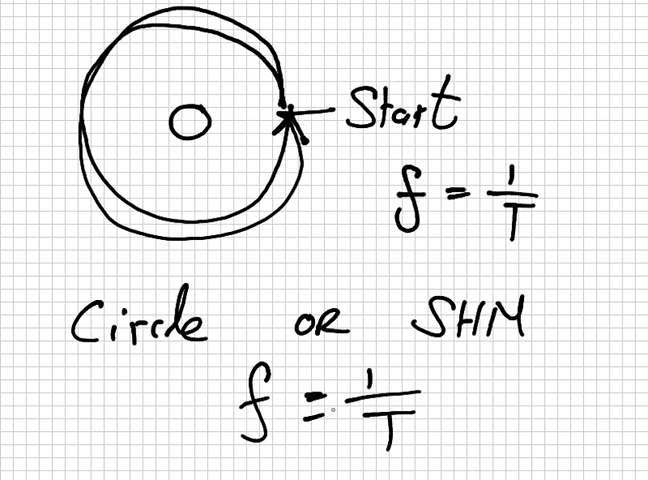 Start
f = 1/T
Circle OR SHM
f = 1/T